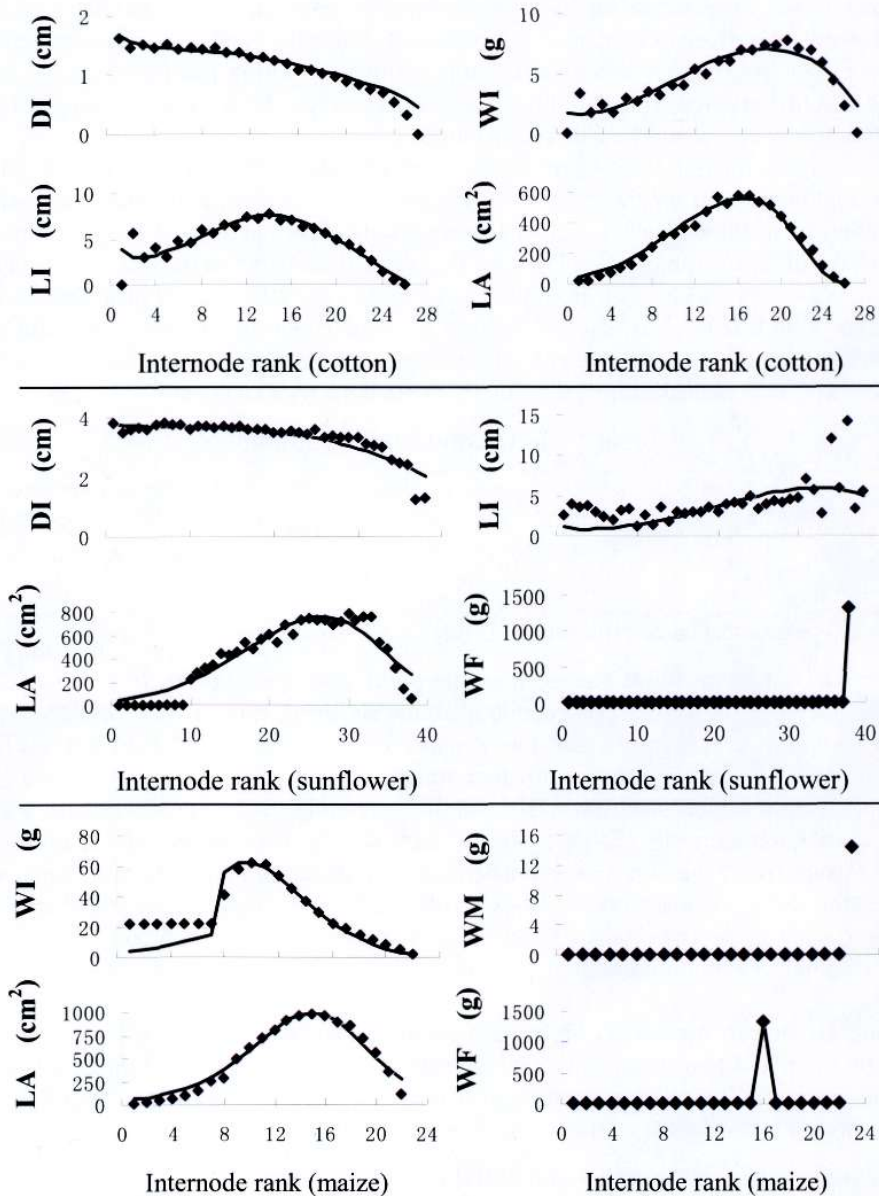 DI (cm)
2
1
0
WI (g
10
5
0
LI (cm)
10
5
0
0 4 8 12 16 20 24 28
Internode rank (cotton)
LA (cm²)
600
400
200
0
0 4 8 12 16 20 24 28
Internode rank (cotton)
DI (cm)
4
2
0
LI (cm)
15
10
5
0
LA (cm²)
800
600
400
200
0
0 10 20 30 40
Internode rank (sunflower)
WF (g)
1500
1000
500
0
0 10 20 30 40
Internode rank (sunflower)
WI (g
80
60
40
20
0
WM (g)
16
12
8
4
0
LA (cm²)
1000
750
500
250
0
0 4 8 12 16 20 24
Internode rank (maize)
WF (g)
1500
1000
500
0
0 4 8 12 16 20 24
Internode rank (maize)